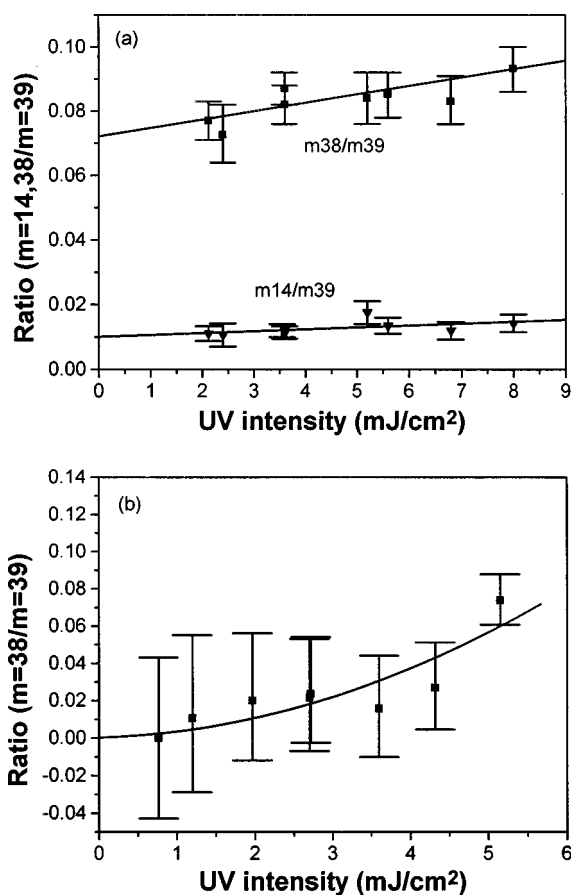 (a)
Ratio (m=14,38/m=39)
0.10
0.08
0.06
0.04
0.02
0.00
m38/m39
m14/m39
0 1 2 3 4 5 6 7 8 9
UV intensity (mJ/cm²)
(b)
Ratio (m=38/m=39)
0.14
0.12
0.10
0.08
0.06
0.04
0.02
0.00
-0.02
-0.04
0 1 2 3 4 5 6
UV intensity (mJ/cm²)